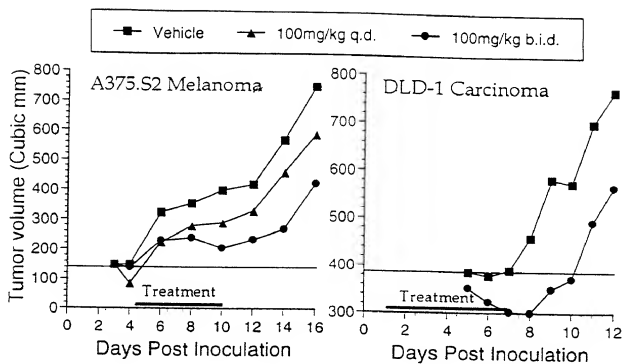 Vehicle 100mg/kg q.d. 100mg/kg b.i.d.
A375.S2 Melanoma
Tumor volume (Cubic mm)
800
700
600
500
400
300
200
100
0
Treatment
0 2 4 6 8 10 12 14 16
Days Post Inoculation
DLD-1 Carcinoma
800
700
600
500
400
300
Treatment
0 2 4 6 8 10 12
Days Post Inoculation